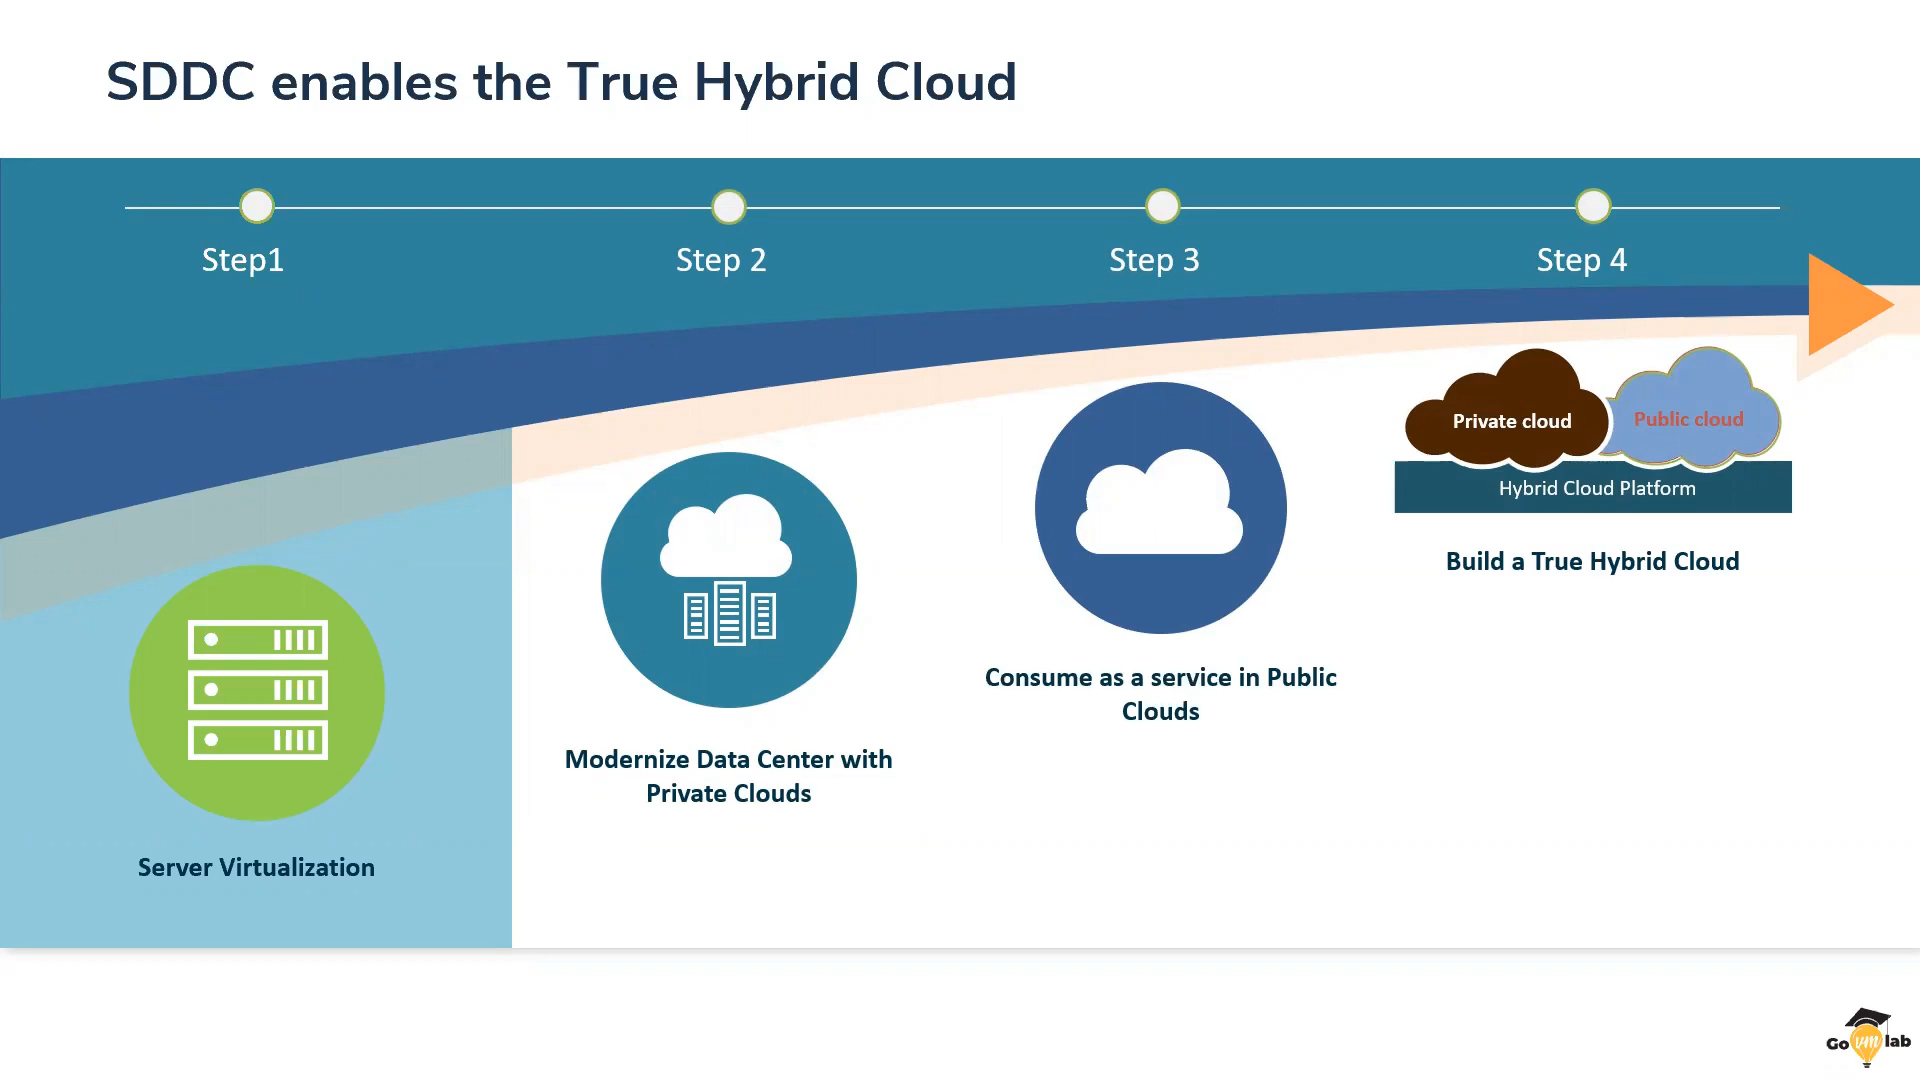 SDDC enables the True Hybrid Cloud
Step1
Step 2
Step 3
Step 4
Private cloud
Public cloud
Hybrid Cloud Platform
Build a True Hybrid Cloud
Consume as a service in Public
Clouds
Modernize Data Center with
Private Clouds
Server Virtualization
Go vm lab